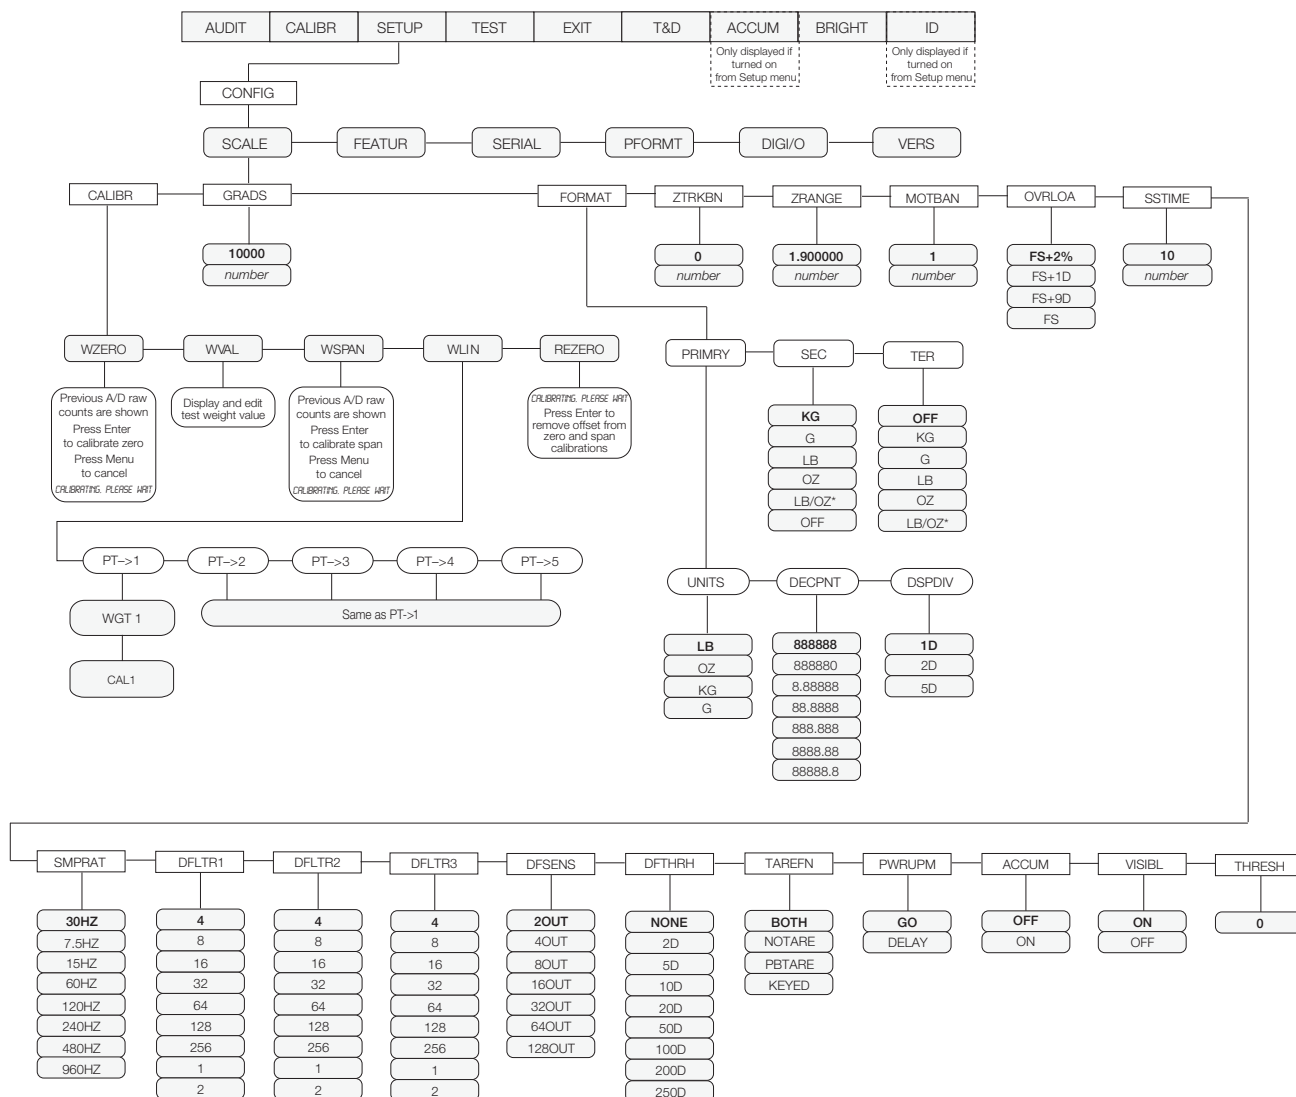 AUDIT CALIBR SETUP TEST EXIT T&D ACCUM BRIGHT ID
Only displayed if
turned on
from Setup menu
Only displayed if
turned on
from Setup menu
CONFIG
SCALE FEATUR SERIAL PFORMT DIGI/O VERS
CALIBR GRADS FORMAT ZTRKBN ZRANGE MOTBAN OVRLOA SSTIME
10000
number
0
number
1.900000
number
1
number
FS+2%
FS+1D
FS+9D
FS
10
number
WZERO WVAL WSPAN WLIN REZERO
Previous A/D raw
counts are shown
Press Enter
to calibrate zero
Press Menu
to cancel
CALIBRATING. PLEASE WAIT
Display and edit
test weight value
Previous A/D raw
counts are shown
Press Enter
to calibrate span
Press Menu
to cancel
CALIBRATING. PLEASE WAIT
CALIBRATING. PLEASE WAIT
Press Enter to
remove offset from
zero and span
calibrations
PRIMRY SEC TER
KG
G
LB
OZ
LB/OZ*
OFF
OFF
KG
G
LB
OZ
LB/OZ*
PT–>1 PT–>2 PT–>3 PT–>4 PT–>5
WGT 1
CAL1
Same as PT->1
UNITS DECPNT DSPDIV
LB
OZ
KG
G
888888
888880
8.88888
88.8888
888.888
8888.88
88888.8
1D
2D
5D
SMPRAT DFLTR1 DFLTR2 DFLTR3 DFSENS DFTHRH TAREFN PWRUPM ACCUM VISIBL THRESH
30HZ
7.5HZ
15HZ
60HZ
120HZ
240HZ
480HZ
960HZ
4
8
16
32
64
128
256
1
2
4
8
16
32
64
128
256
1
2
4
8
16
32
64
128
256
1
2
2OUT
4OUT
8OUT
16OUT
32OUT
64OUT
128OUT
NONE
2D
5D
10D
20D
50D
100D
200D
250D
BOTH
NOTARE
PBTARE
KEYED
GO
DELAY
OFF
ON
ON
OFF
0